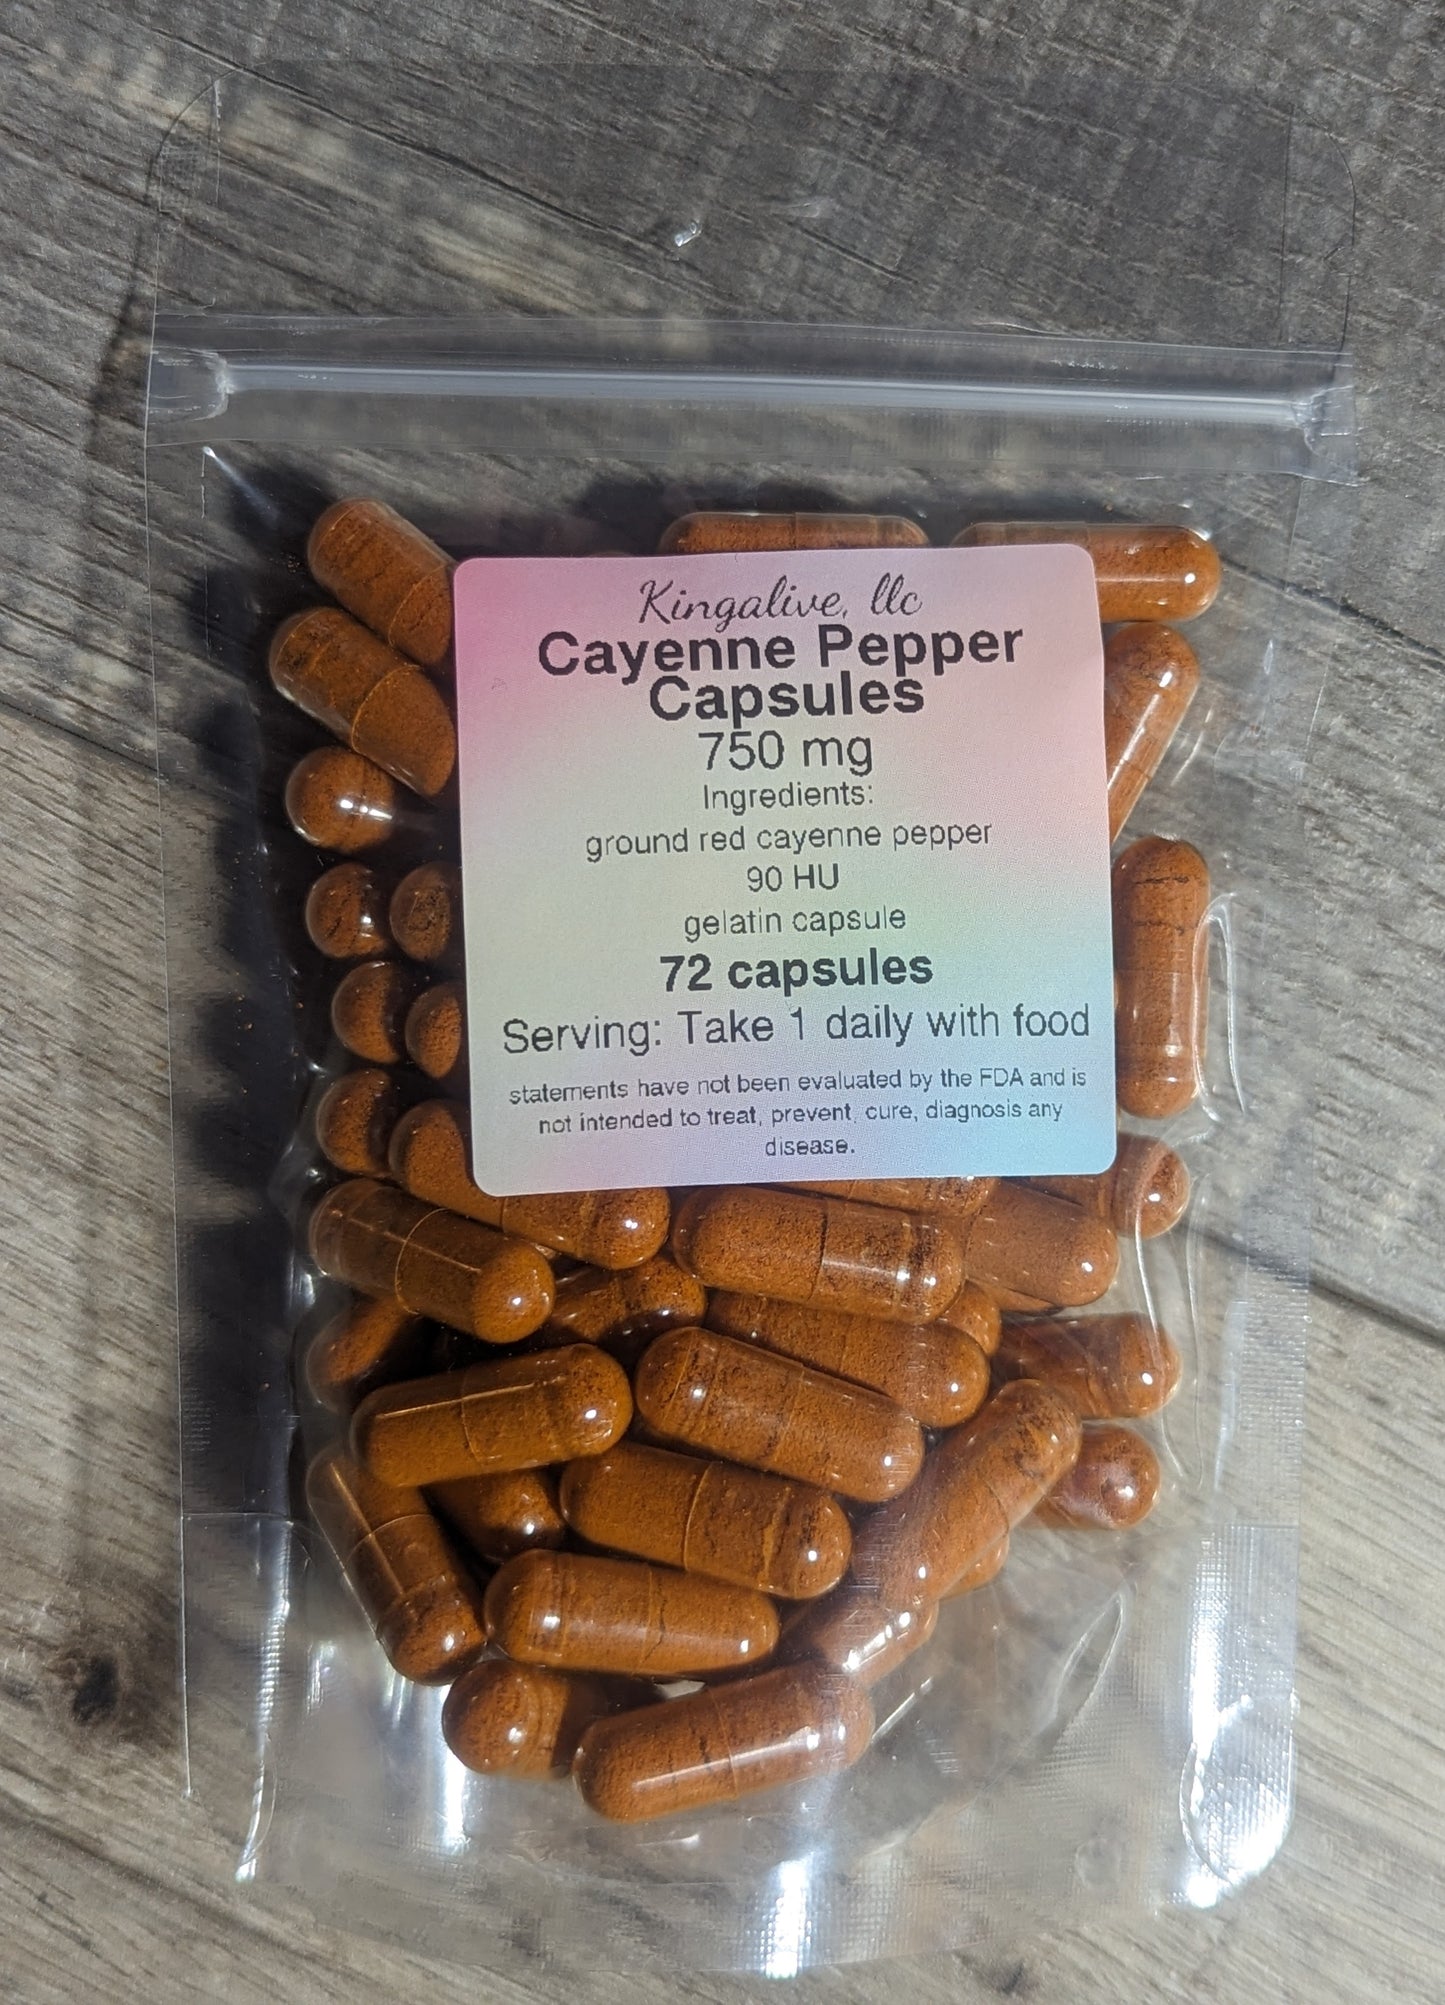 Kingalive, llc
Cayenne Pepper
Capsules
750 mg
Ingredients:
ground red cayenne pepper
90 HU
gelatin capsule
72 capsules
Serving: Take 1 daily with food
statements have not been evaluated by the FDA and is
not intended to treat, prevent, cure, diagnosis any
disease.